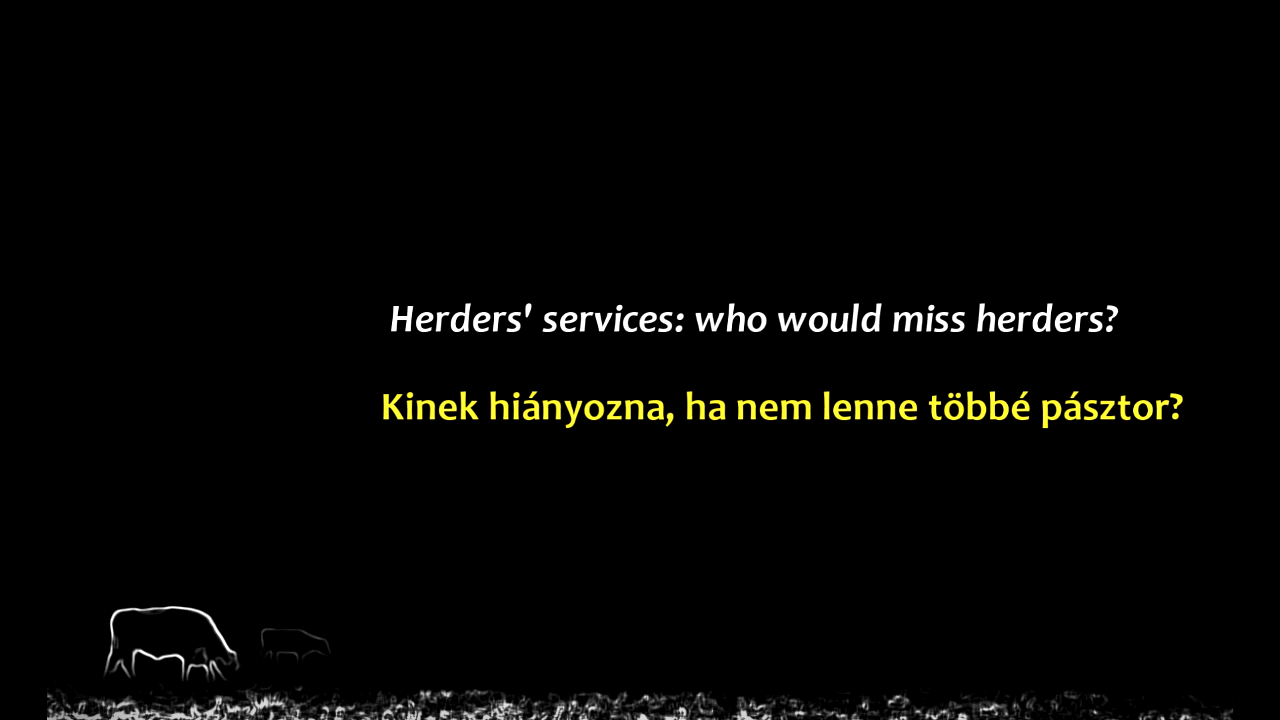 Herders' services: who would miss herders?
Kinek hiányozna, ha nem lenne többé pásztor?